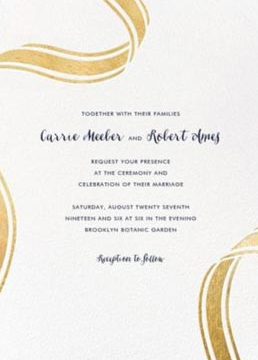 TOGETHER WITH THEIR FAMILIES
Carrie Meeber AND Robert Ames
REQUEST YOUR PRESENCE
AT THE CEREMONY AND
CELEBRATION OF THEIR MARRIAGE
SATURDAY, AUGUST TWENTY SEVENTY
NINETEEN AND SIX AT SIX IN THE EVENING
BROOKLYN BOTANIC GARDEN
Reception to follow